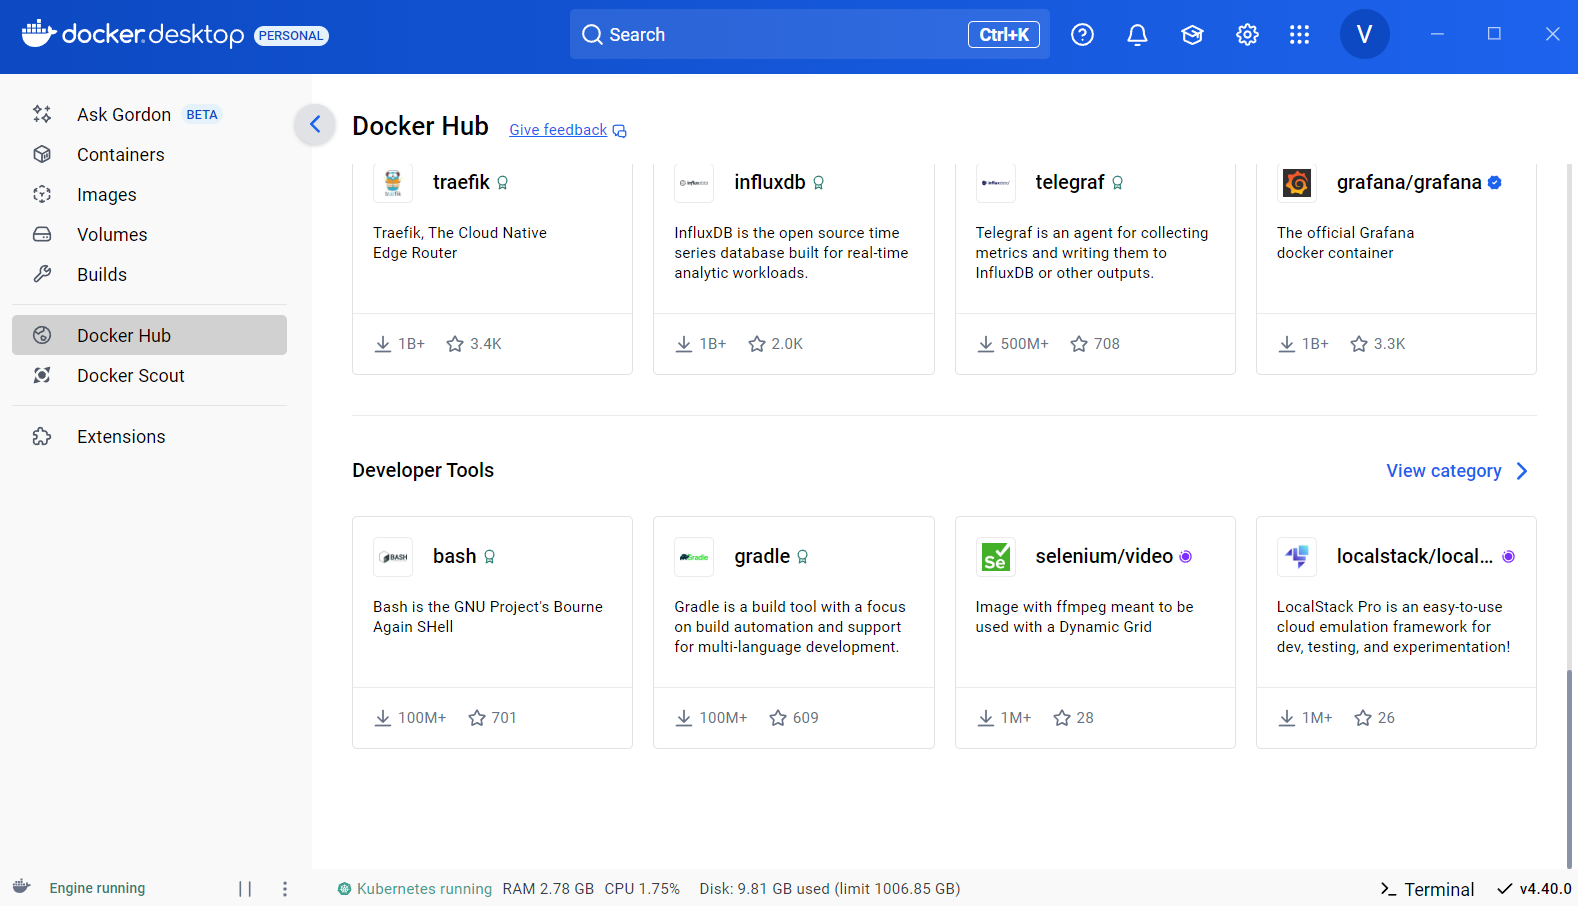 docker.desktop PERSONAL
Search
Ctrl+K
V
Ask Gordon BETA
Containers
Images
Volumes
Builds
Docker Hub
Docker Scout
Extensions
Docker Hub
Give feedback
traefik
Traefik, The Cloud Native
Edge Router
1B+ 3.4K
influxdb
InfluxDB is the open source time
series database built for real-time
analytic workloads.
1B+ 2.0K
telegraf
Telegraf is an agent for collecting
metrics and writing them to
InfluxDB or other outputs.
500M+ 708
grafana/grafana
The official Grafana
docker container
1B+ 3.3K
Developer Tools
View category
BASH
bash
Bash is the GNU Project's Bourne
Again SHell
100M+ 701
Gradle
gradle
Gradle is a build tool with a focus
on build automation and support
for multi-language development.
100M+ 609
Se
selenium/video
Image with ffmpeg meant to be
used with a Dynamic Grid
1M+ 28
localstack/local...
LocalStack Pro is an easy-to-use
cloud emulation framework for
dev, testing, and experimentation!
1M+ 26
Engine running
Kubernetes running RAM 2.78 GB CPU 1.75% Disk: 9.81 GB used (limit 1006.85 GB)
Terminal
v4.40.0